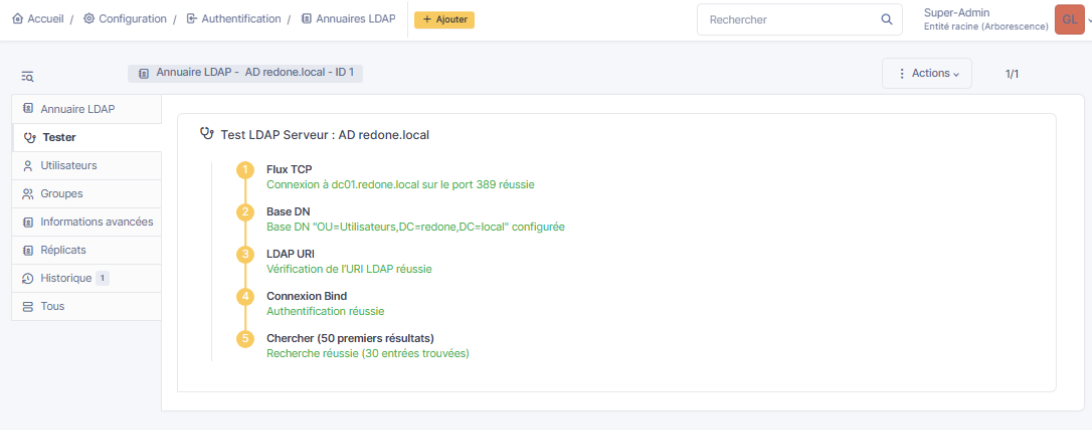 Accueil / Configuration / Authentification / Annuaires LDAP + Ajouter Rechercher Super-Admin
Entité racine (Arborescence) GL
Annuaire LDAP - AD redone.local - ID 1 Actions 1/1
Annuaire LDAP
Tester
Utilisateurs
Groupes
Informations avancées
Réplicats
Historique 1
Tous
Test LDAP Serveur : AD redone.local
1 Flux TCP
Connexion à dc01.redone.local sur le port 389 réussie
2 Base DN
Base DN "OU=Utilisateurs,DC=redone,DC=local" configurée
3 LDAP URI
Vérification de l'URI LDAP réussie
4 Connexion Bind
Authentification réussie
5 Chercher (50 premiers résultats)
Recherche réussie (30 entrées trouvées)